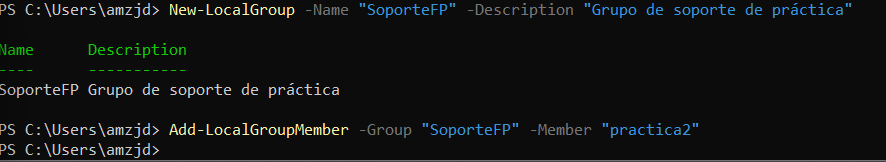 PS C:\Users\amzjd> New-LocalGroup -Name "SoporteFP" -Description "Grupo de soporte de práctica"
Name      Description
----      -----------
SoporteFP Grupo de soporte de práctica
PS C:\Users\amzjd> Add-LocalGroupMember -Group "SoporteFP" -Member "practica2"
PS C:\Users\amzjd>